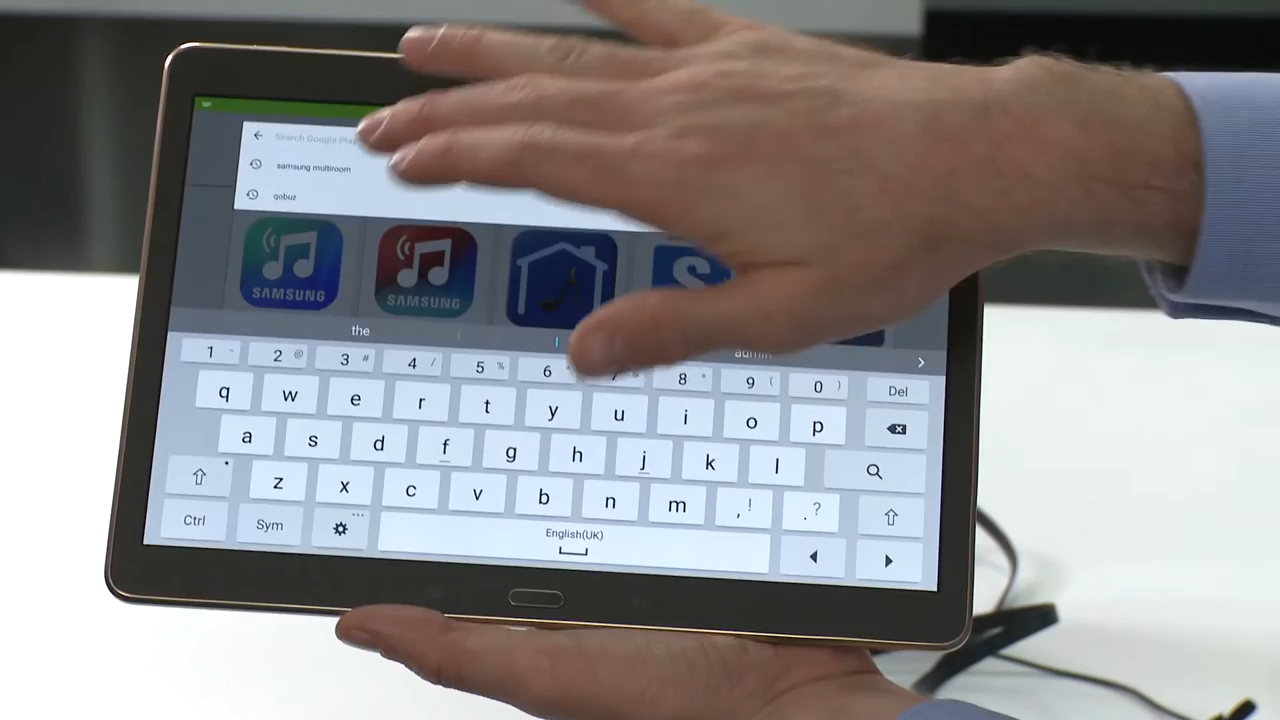 Search Google Play
samsung multiroom
qobuz
SAMSUNG SAMSUNG S
the admin
1 - 2 @ 3 # 4 / 5 % 6 ^ 7 & 8 * 9 ( 0 ) Del
q w e r t y u i o p
a s d f g h j k l
z x c v b n m , ! . ?
Ctrl Sym English(UK)